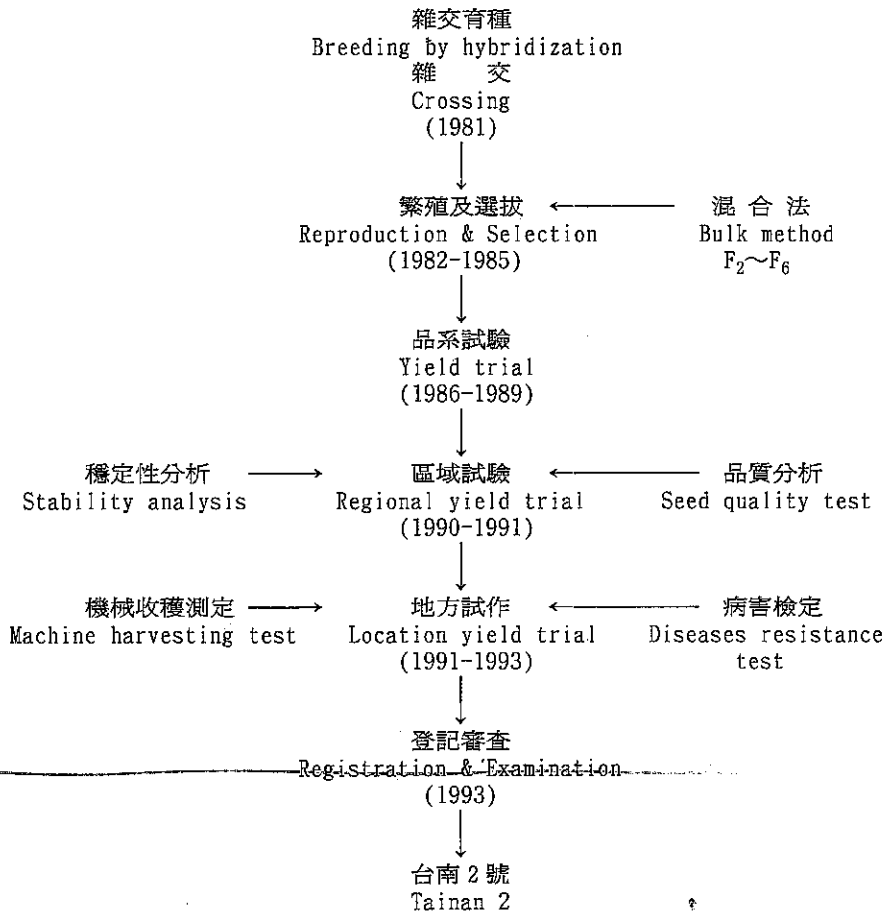 雜交育種
Breeding by hybridization
雜 交
Crossing
(1981)
繁殖及選拔 ← 混 合 法
Reproduction & Selection Bulk method
(1982-1985) F₂～F₆
品系試驗
Yield trial
(1986-1989)
穩定性分析 → 區域試驗 ← 品質分析
Stability analysis Regional yield trial Seed quality test
(1990-1991)
機械收穫測定 → 地方試作 ← 病害檢定
Machine harvesting test Location yield trial Diseases resistance
(1991-1993) test
登記審查
Registration & Examination
(1993)
台南２號
Tainan 2